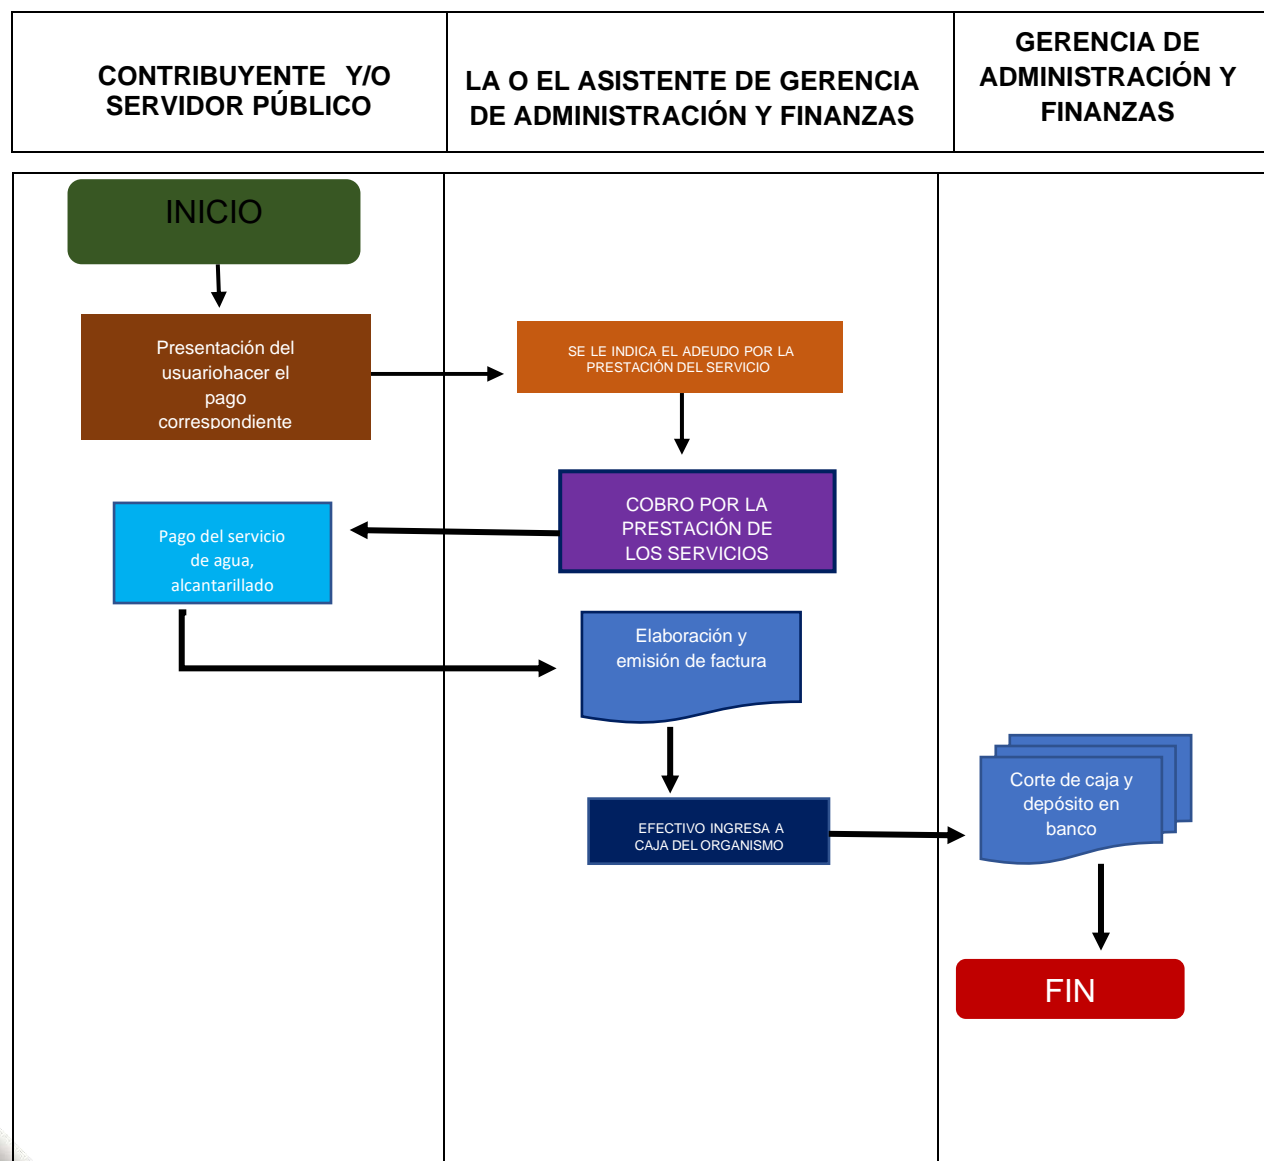 CONTRIBUYENTE Y/O
SERVIDOR PÚBLICO
LA O EL ASISTENTE DE GERENCIA
DE ADMINISTRACIÓN Y FINANZAS
GERENCIA DE
ADMINISTRACIÓN Y
FINANZAS
INICIO
Presentación del
usuariohacer el
pago
correspondiente
SE LE INDICA EL ADEUDO POR LA
PRESTACIÓN DEL SERVICIO
COBRO POR LA
PRESTACIÓN DE
LOS SERVICIOS
Pago del servicio
de agua,
alcantarillado
Elaboración y
emisión de factura
EFECTIVO INGRESA A
CAJA DEL ORGANISMO
Corte de caja y
depósito en
banco
FIN